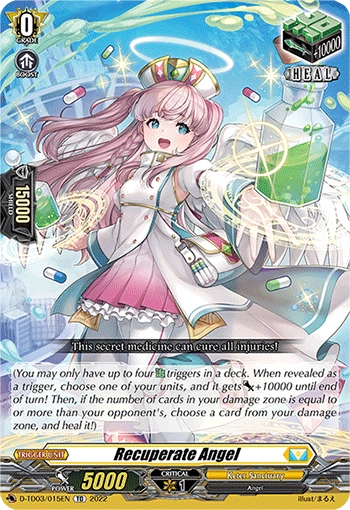 0
GRADE
BOOST
+10000
HEAL
15000
SHIELD
This secret medicine can cure all injuries!
(You may only have up to four triggers in a deck. When revealed as
a trigger, choose one of your units, and it gets +10000 until end
of turn! Then, if the number of cards in your damage zone is equal to
or more than your opponent's, choose a card from your damage
zone, and heal it!)
TRIGGER UNIT
Recuperate Angel
POWER 5000
CRITICAL
1
Keter Sanctuary
Angel
D-TD03/015EN TD 2022
illust/まるえ